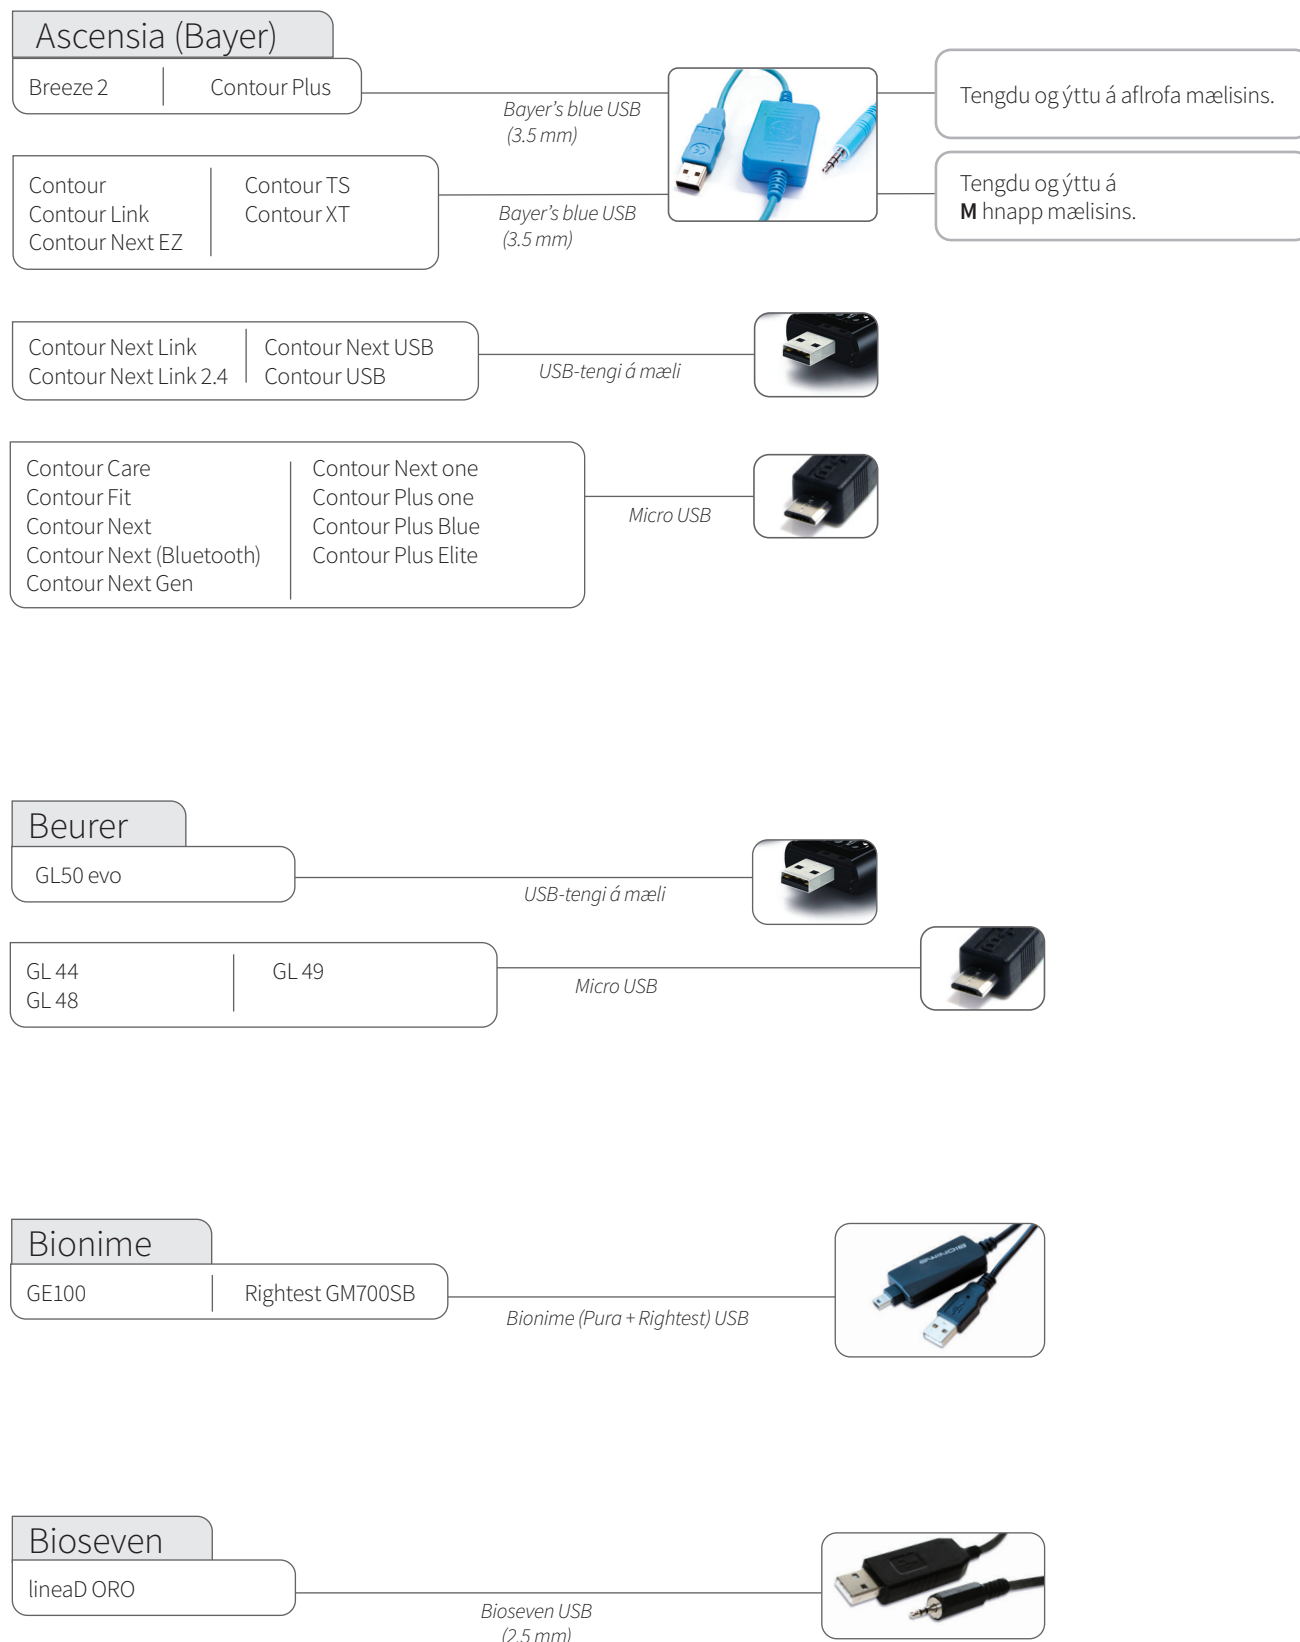 Ascensia (Bayer)
Breeze 2 Contour Plus
Bayer's blue USB
(3.5 mm)
Tengdu og ýttu á aflrofa mælisins.
Contour Contour TS
Contour Link Contour XT
Contour Next EZ
Bayer's blue USB
(3.5 mm)
Tengdu og ýttu á
M hnapp mælisins.
Contour Next Link Contour Next USB
Contour Next Link 2.4 Contour USB
USB-tengi á mæli
Contour Care Contour Next one
Contour Fit Contour Plus one
Contour Next Contour Plus Blue
Contour Next (Bluetooth) Contour Plus Elite
Contour Next Gen
Micro USB
Beurer
GL50 evo
USB-tengi á mæli
GL 44 GL 49
GL 48
Micro USB
Bionime
GE100 Rightest GM700SB
Bionime (Pura + Rightest) USB
BIONIME
Bioseven
lineaD ORO
Bioseven USB
(2.5 mm)